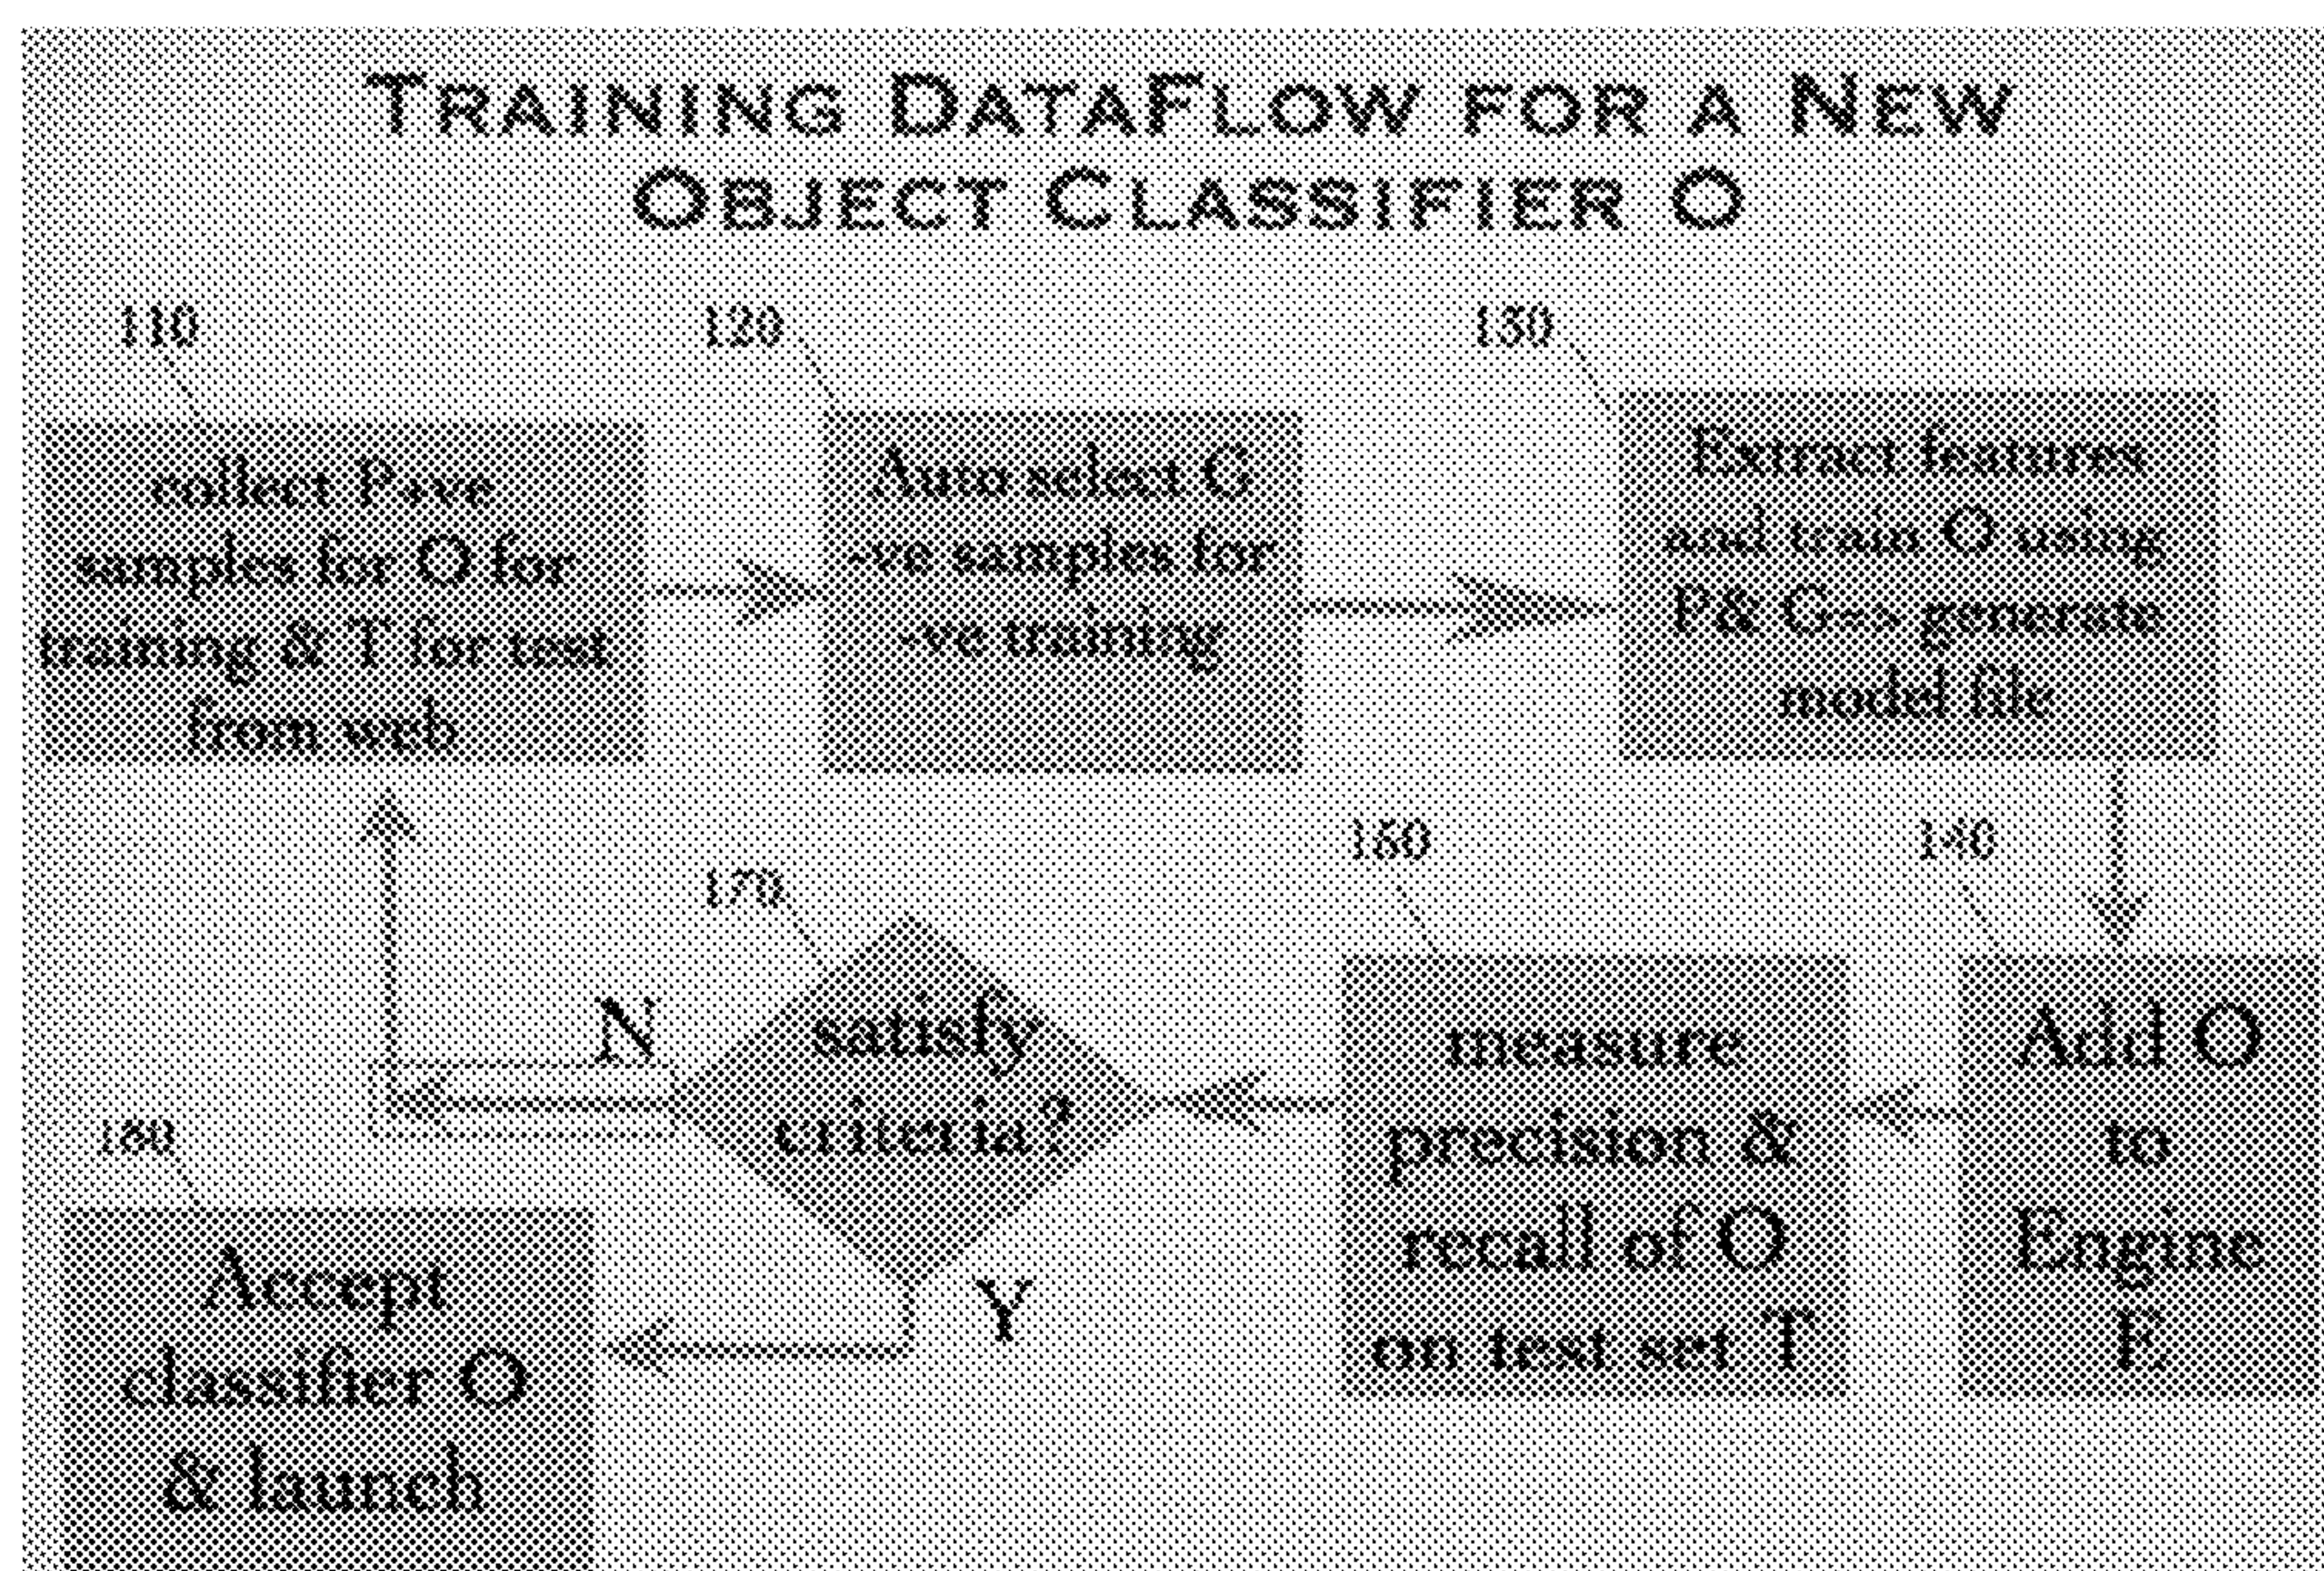 TRAINING DATAFLOW FOR A NEW
OBJECT CLASSIFIER O
110
120
130
collect P+ve
samples for O for
training & T for test
from web
Auto select G
-ve samples for
-ve training
Extract features
and train O using
P& G=> generate
model file
140
170
N
satisfy
criteria?
Y
measure
precision &
recall of O
on test set T
Add O
to
Engine
E
180
Accept
classifier O
& launch